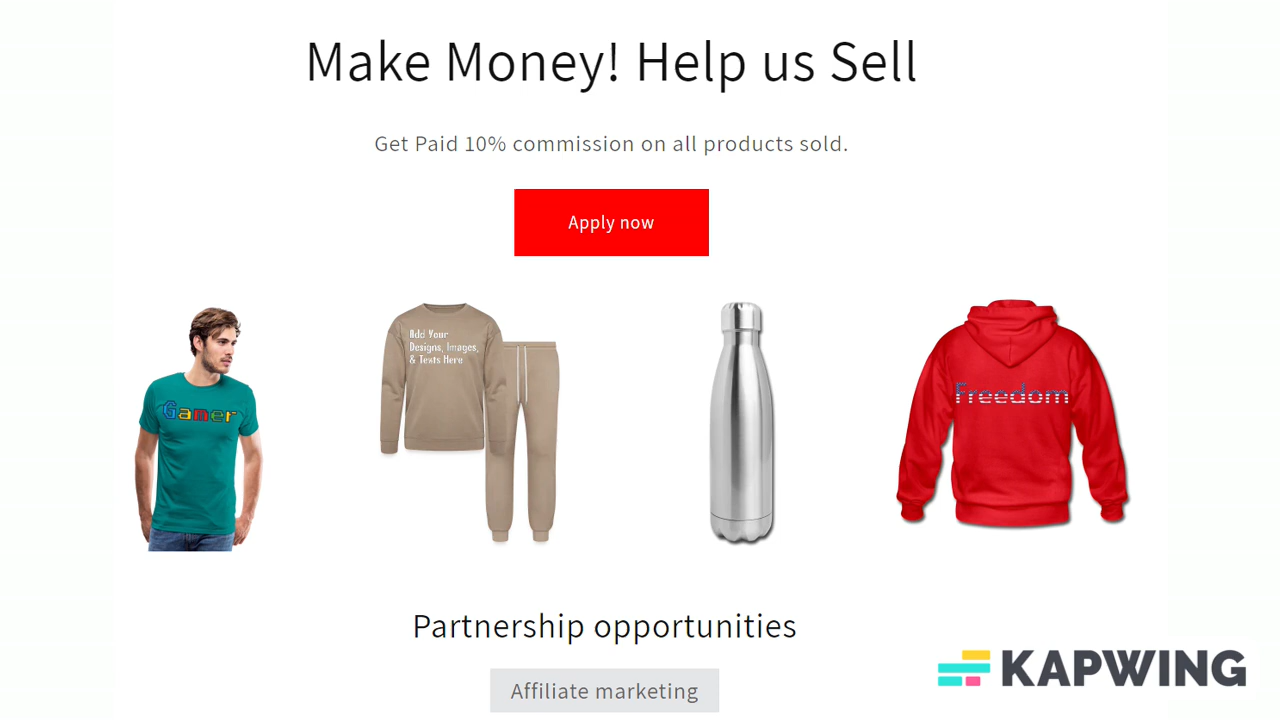 Make Money! Help us Sell
Get Paid 10% commission on all products sold.
Apply now
Gamer
Add Your
Designs, Images,
& Texts Here
Freedom
Partnership opportunities
Affiliate marketing
KAPWING